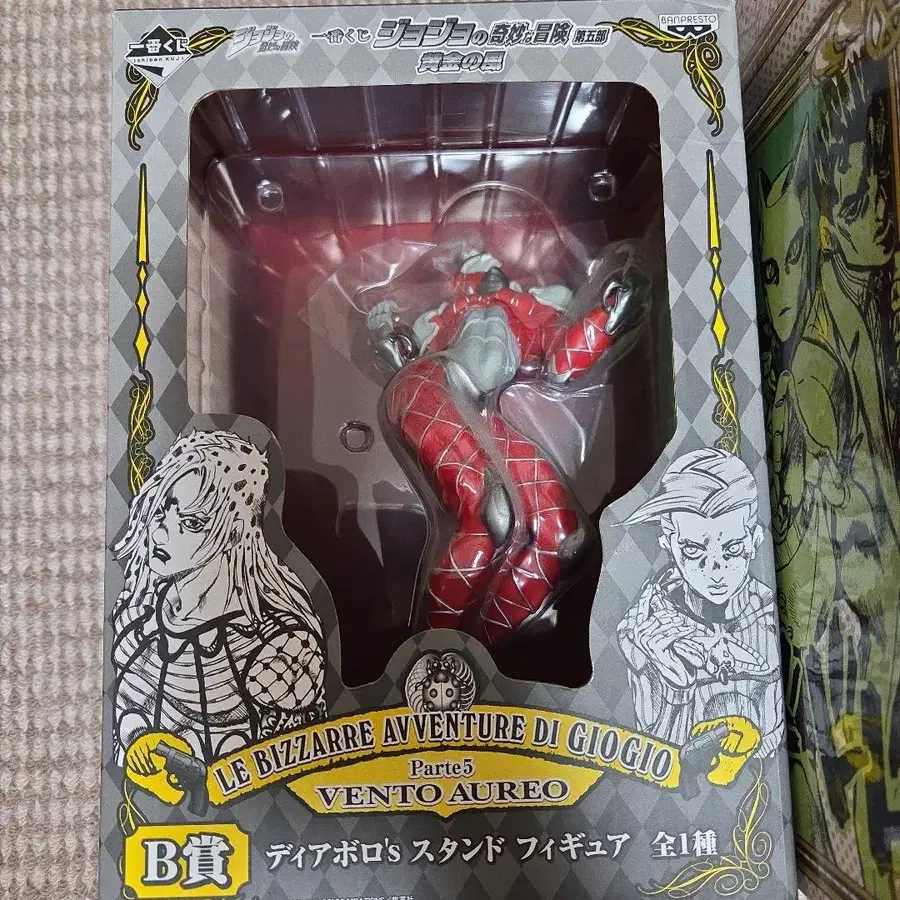 一番くじ
Ichiban KUJI
ジョジョの
奇妙な冒険
一番くじ ジョジョの奇妙な冒険 第五部
黄金の風
BANPRESTO
LE BIZZARRE AVVENTURE DI GIOGIO
Parte5
VENTO AUREO
B賞 ディアボロ's スタンド フィギュア 全1種